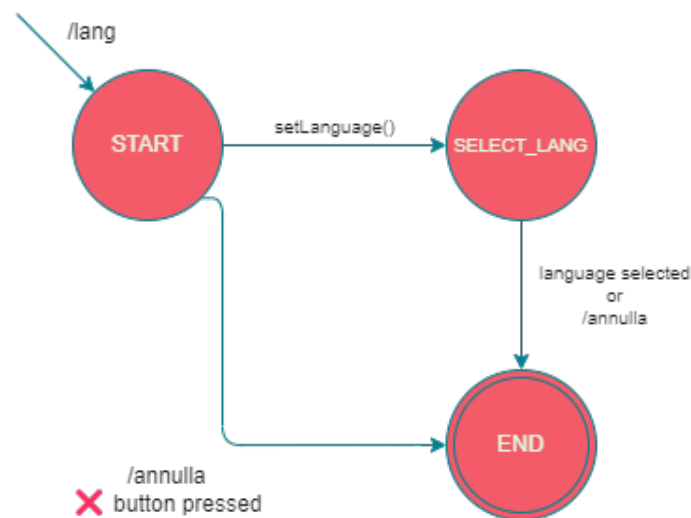 /lang
START
setLanguage()
SELECT_LANG
language selected
or
/annulla
END
/annulla
button pressed